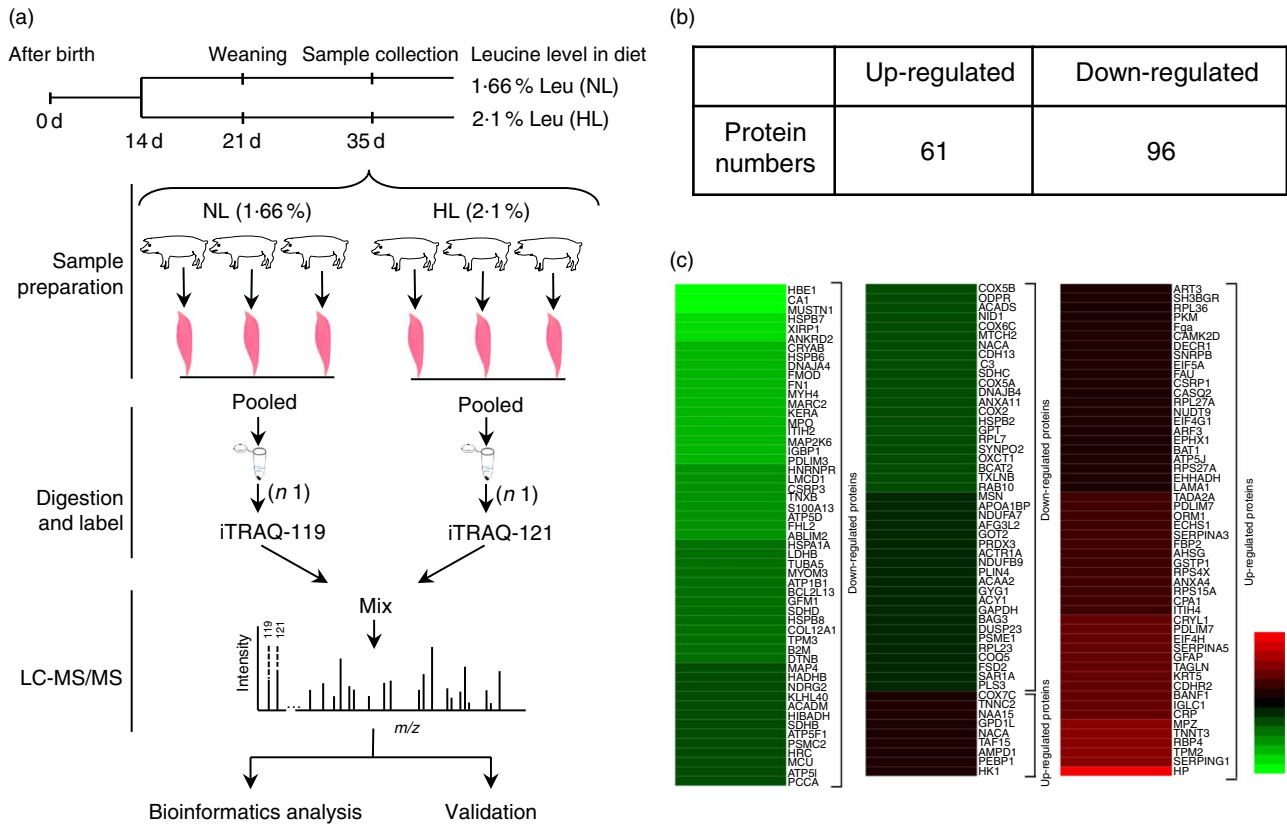 (a)
After birth
Weaning
Sample collection
Leucine level in diet
1·66 % Leu (NL)
2·1 % Leu (HL)
0 d
14 d
21 d
35 d
NL (1·66 %)
HL (2·1 %)
Sample
preparation
Pooled
Pooled
(n 1)
(n 1)
Digestion
and label
iTRAQ-119
iTRAQ-121
Mix
LC-MS/MS
Intensity
119
121
...
m/z
Bioinformatics analysis
Validation
(b)
Up-regulated
Down-regulated
Protein
numbers
61
96
(c)
HBE1
CA1
MUSTN1
HSPB7
XIRP1
ANKRD2
CRYAB
HSPB6
DNAJA4
FMOD
FN1
MYH4
MARC2
KERA
MPO
ITIH2
MAP2K6
IGBP1
PDLIM3
HNRNPR
LMCD1
CSRP3
TNXB
S100A13
ATP5D
FHL2
ABLIM2
HSPA1A
LDHB
TUBA5
MYOM3
ATP1B1
BCL2L13
GFM1
SDHD
HSPB8
COL12A1
TPM3
B2M
DTNB
MAP4
HADHB
NDRG2
KLHL40
ACADM
HIBADH
SDHB
ATP5F1
PSMC2
HRC
MCU
ATP5I
PCCA
Down-regulated proteins
COX5B
ODPR
ACADS
NID1
COX6C
MTCH2
NACA
CDH13
C3
SDHC
COX5A
DNAJB4
ANXA11
COX2
HSPB2
GPT
RPL7
SYNPO2
OXCT1
BCAT2
TXLNB
RAB10
MSN
APOA1BP
NDUFA7
AFG3L2
GOT2
PRDX3
ACTR1A
NDUFB9
PLIN4
ACAA2
GYG1
ACY1
GAPDH
BAG3
DUSP23
PSME1
RPL23
COQ5
FSD2
SAR1A
PLS3
COX7C
TNNC2
NAA15
GPD1L
NACA
TAF15
AMPD1
PEBP1
HK1
Down-regulated proteins
Up-regulated proteins
ART3
SH3BGR
RPL36
PKM
Fga
CAMK2D
DECR1
SNRPB
EIF5A
FAU
CSRP1
CASQ2
RPL27A
NUDT9
EIF4G1
ARF3
EPHX1
BAT1
ATP5J
RPS27A
EHHADH
LAMA1
TADA2A
PDLIM7
ORM1
ECHS1
SERPINA3
FBP2
AHSG
GSTP1
RPS4X
ANXA4
RPS15A
CPA1
ITIH4
CRYL1
PDLIM7
EIF4H
SERPINA5
GFAP
TAGLN
KRT5
CDHR2
BANF1
IGLC1
CRP
MPZ
TNNT3
RBP4
TPM2
SERPING1
HP
Up-regulated proteins